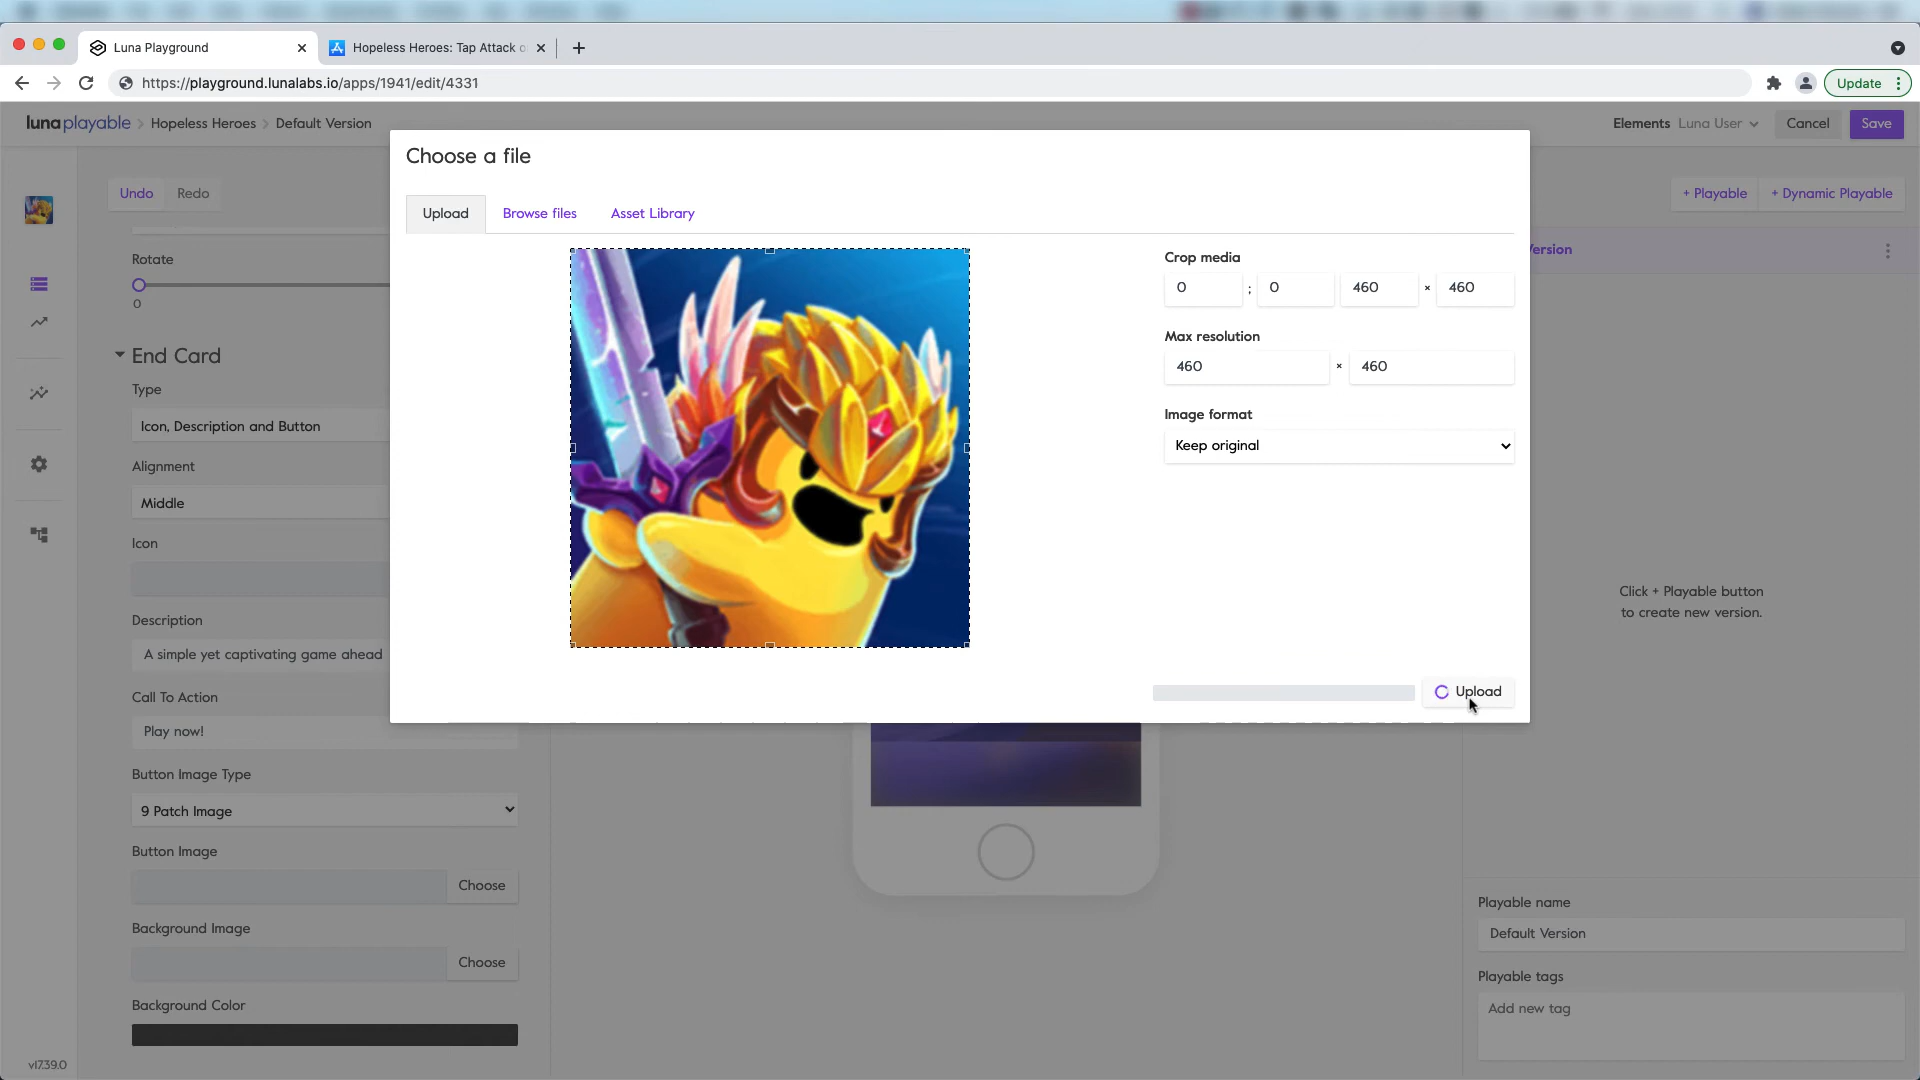 Luna Playground
Hopeless Heroes: Tap Attack o
https://playground.lunalabs.io/apps/1941/edit/4331
Update
luna playable > Hopeless Heroes > Default Version
Elements Luna User
Cancel
Save
Choose a file
Undo
Redo
+ Playable
+ Dynamic Playable
Upload
Browse files
Asset Library
Version
Rotate
0
Crop media
0 ; 0 460 × 460
Max resolution
460 × 460
Image format
Keep original
End Card
Type
Icon, Description and Button
Alignment
Middle
Icon
Description
A simple yet captivating game ahead
Call To Action
Play now!
Button Image Type
9 Patch Image
Button Image
Choose
Background Image
Choose
Background Color
Upload
Click + Playable button
to create new version.
Playable name
Default Version
Playable tags
Add new tag
v17.39.0